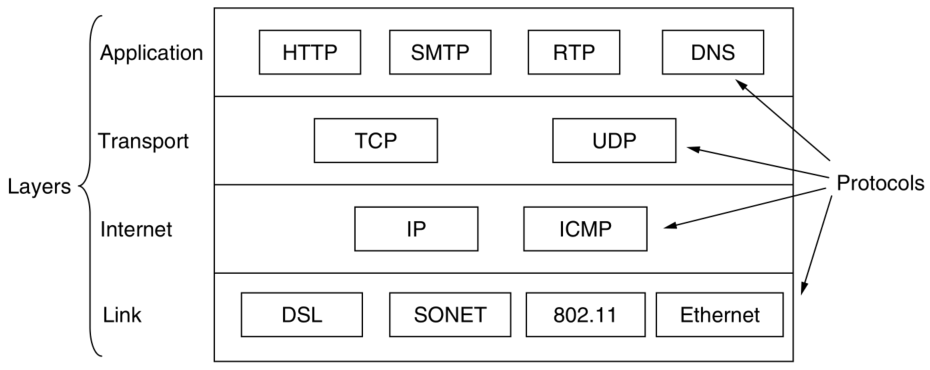 Application HTTP SMTP RTP DNS
Transport TCP UDP
Layers Protocols
Internet IP ICMP
Link DSL SONET 802.11 Ethernet